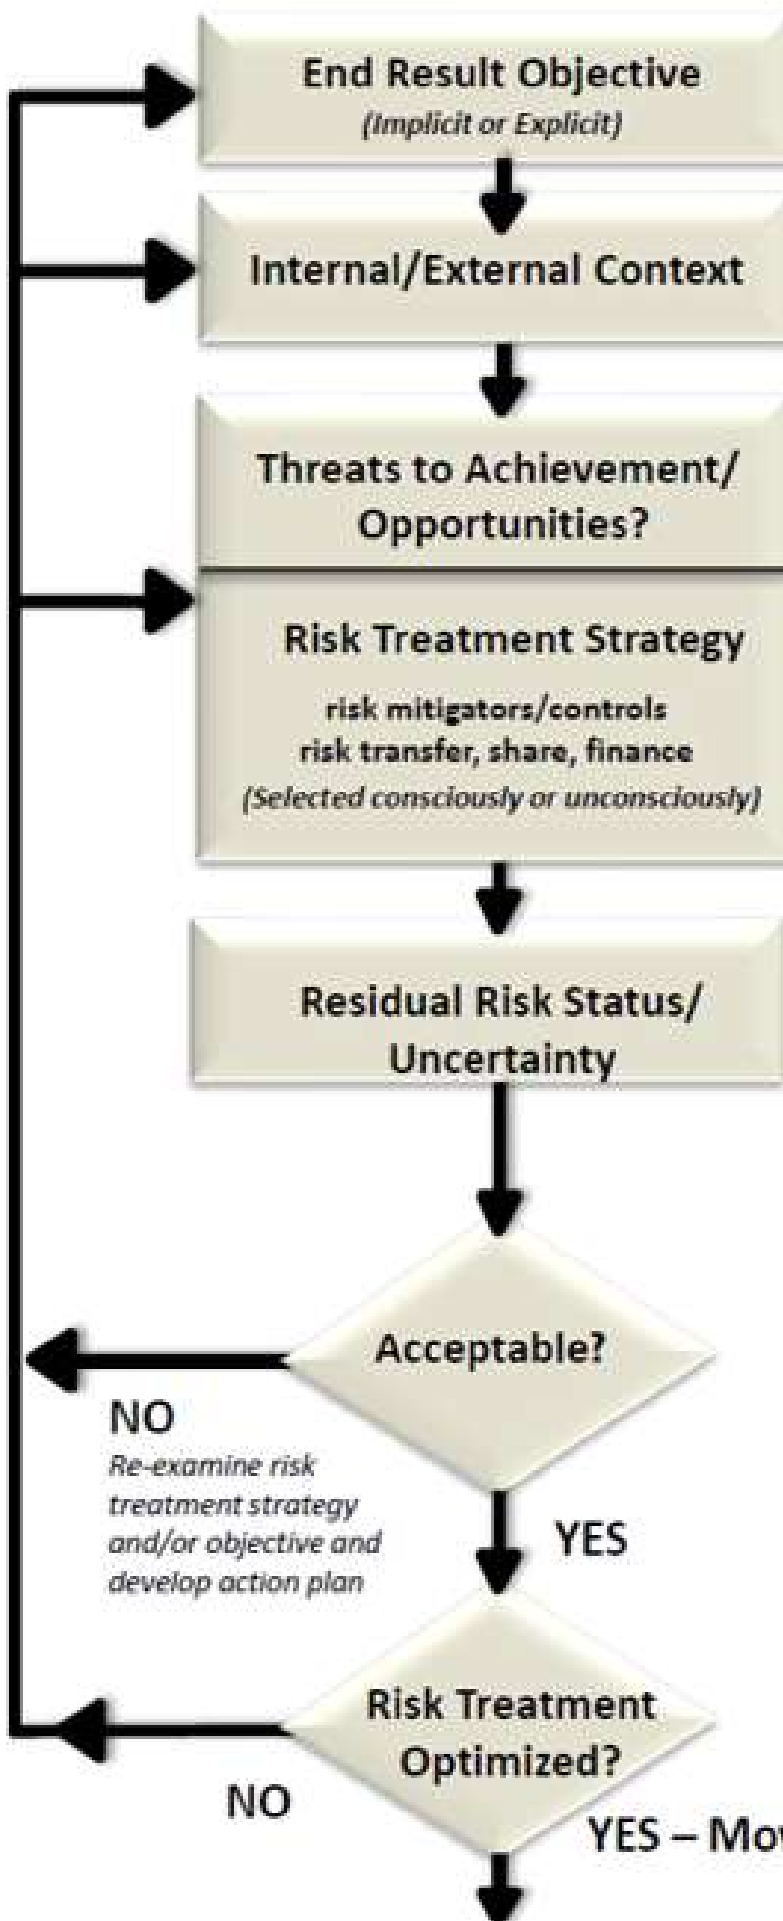 End Result Objective
(Implicit or Explicit)
Internal/External Context
Threats to Achievement/
Opportunities?
Risk Treatment Strategy
risk mitigators/controls
risk transfer, share, finance
(Selected consciously or unconsciously)
Residual Risk Status/
Uncertainty
Acceptable?
NO
Re-examine risk
treatment strategy
and/or objective and
develop action plan
YES
Risk Treatment
Optimized?
NO
YES –